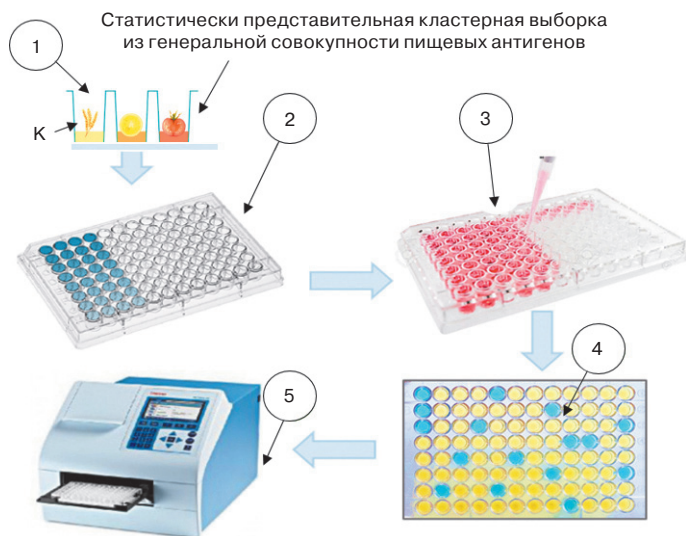 Статистически представительная кластерная выборка
из генеральной совокупности пищевых антигенов
1
K
2
3
4
5